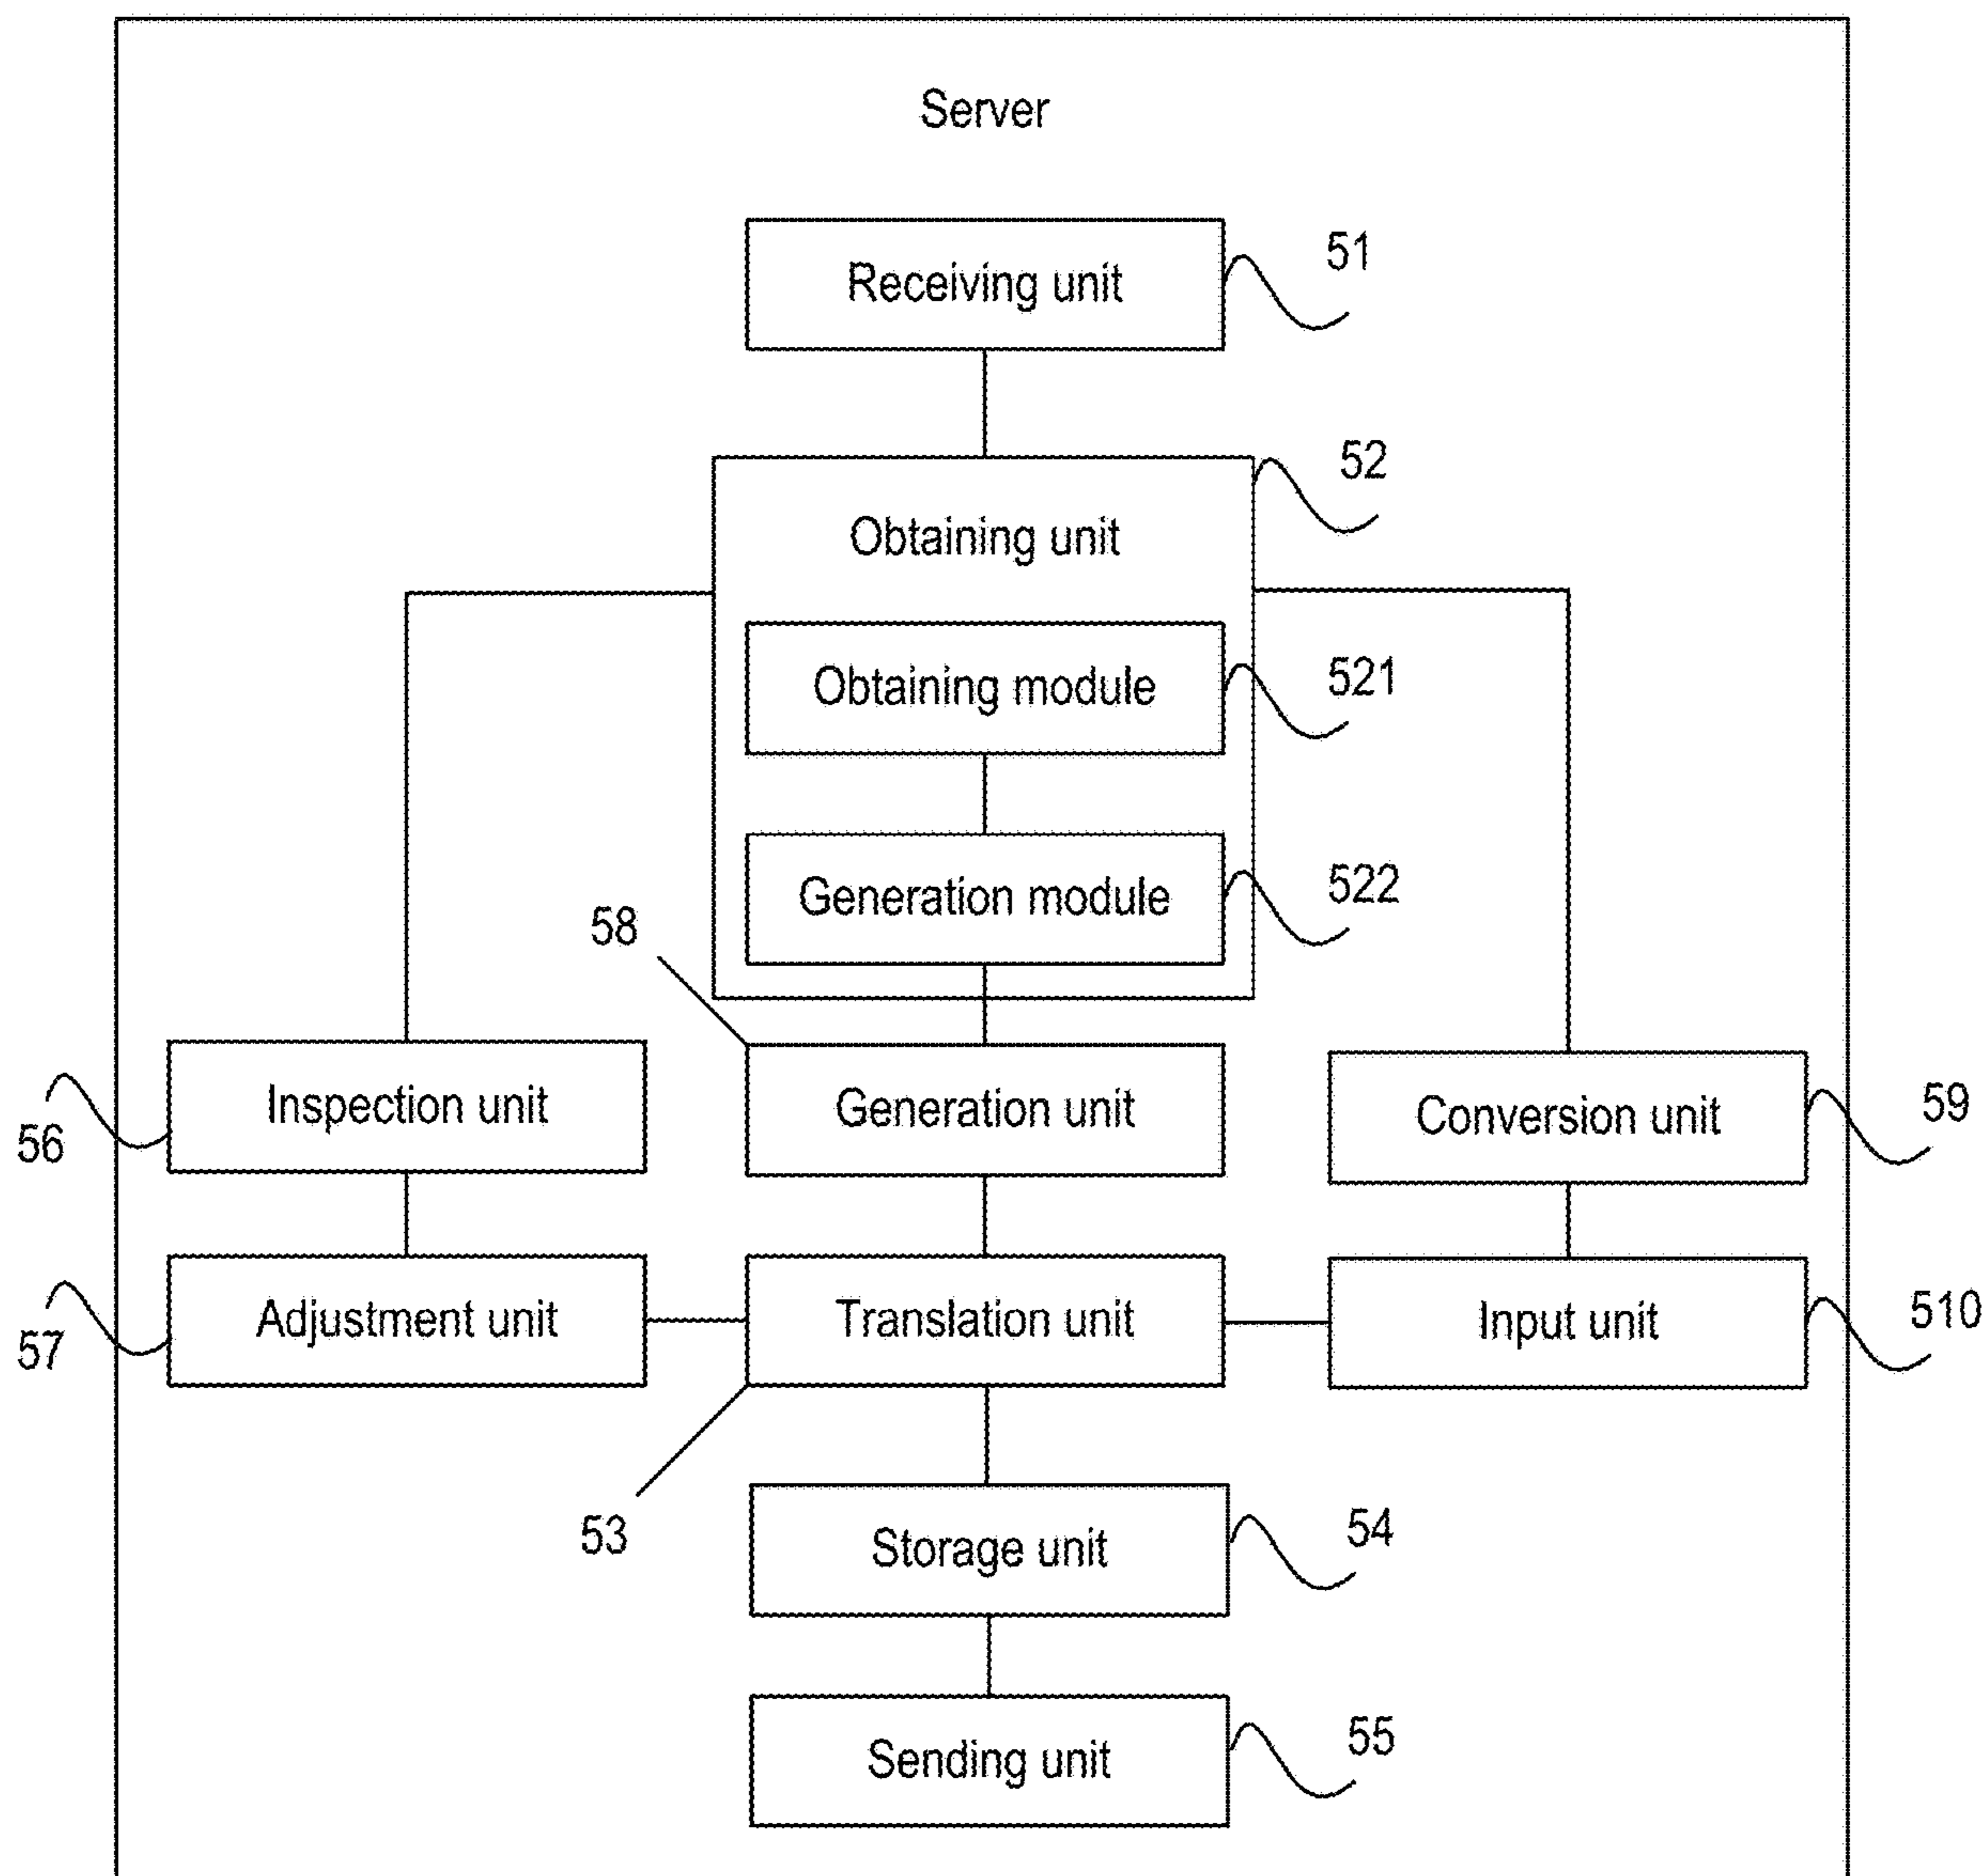 Server
Receiving unit
51
52
Obtaining unit
Obtaining module
521
Generation module
522
58
Inspection unit
56
Generation unit
Conversion unit
59
Adjustment unit
57
Translation unit
53
Input unit
510
Storage unit
54
Sending unit
55